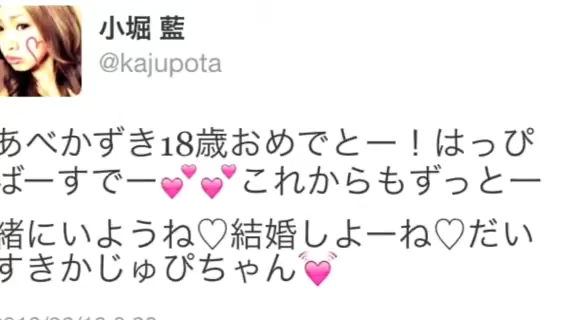 小堀 藍
@kajupota
あべかずき18歳おめでとー！はっぴ
ばーすでー💕💕これからもずっとー
緒にいようね♡結婚しよーね♡だい
すきかじゅぴちゃん💓